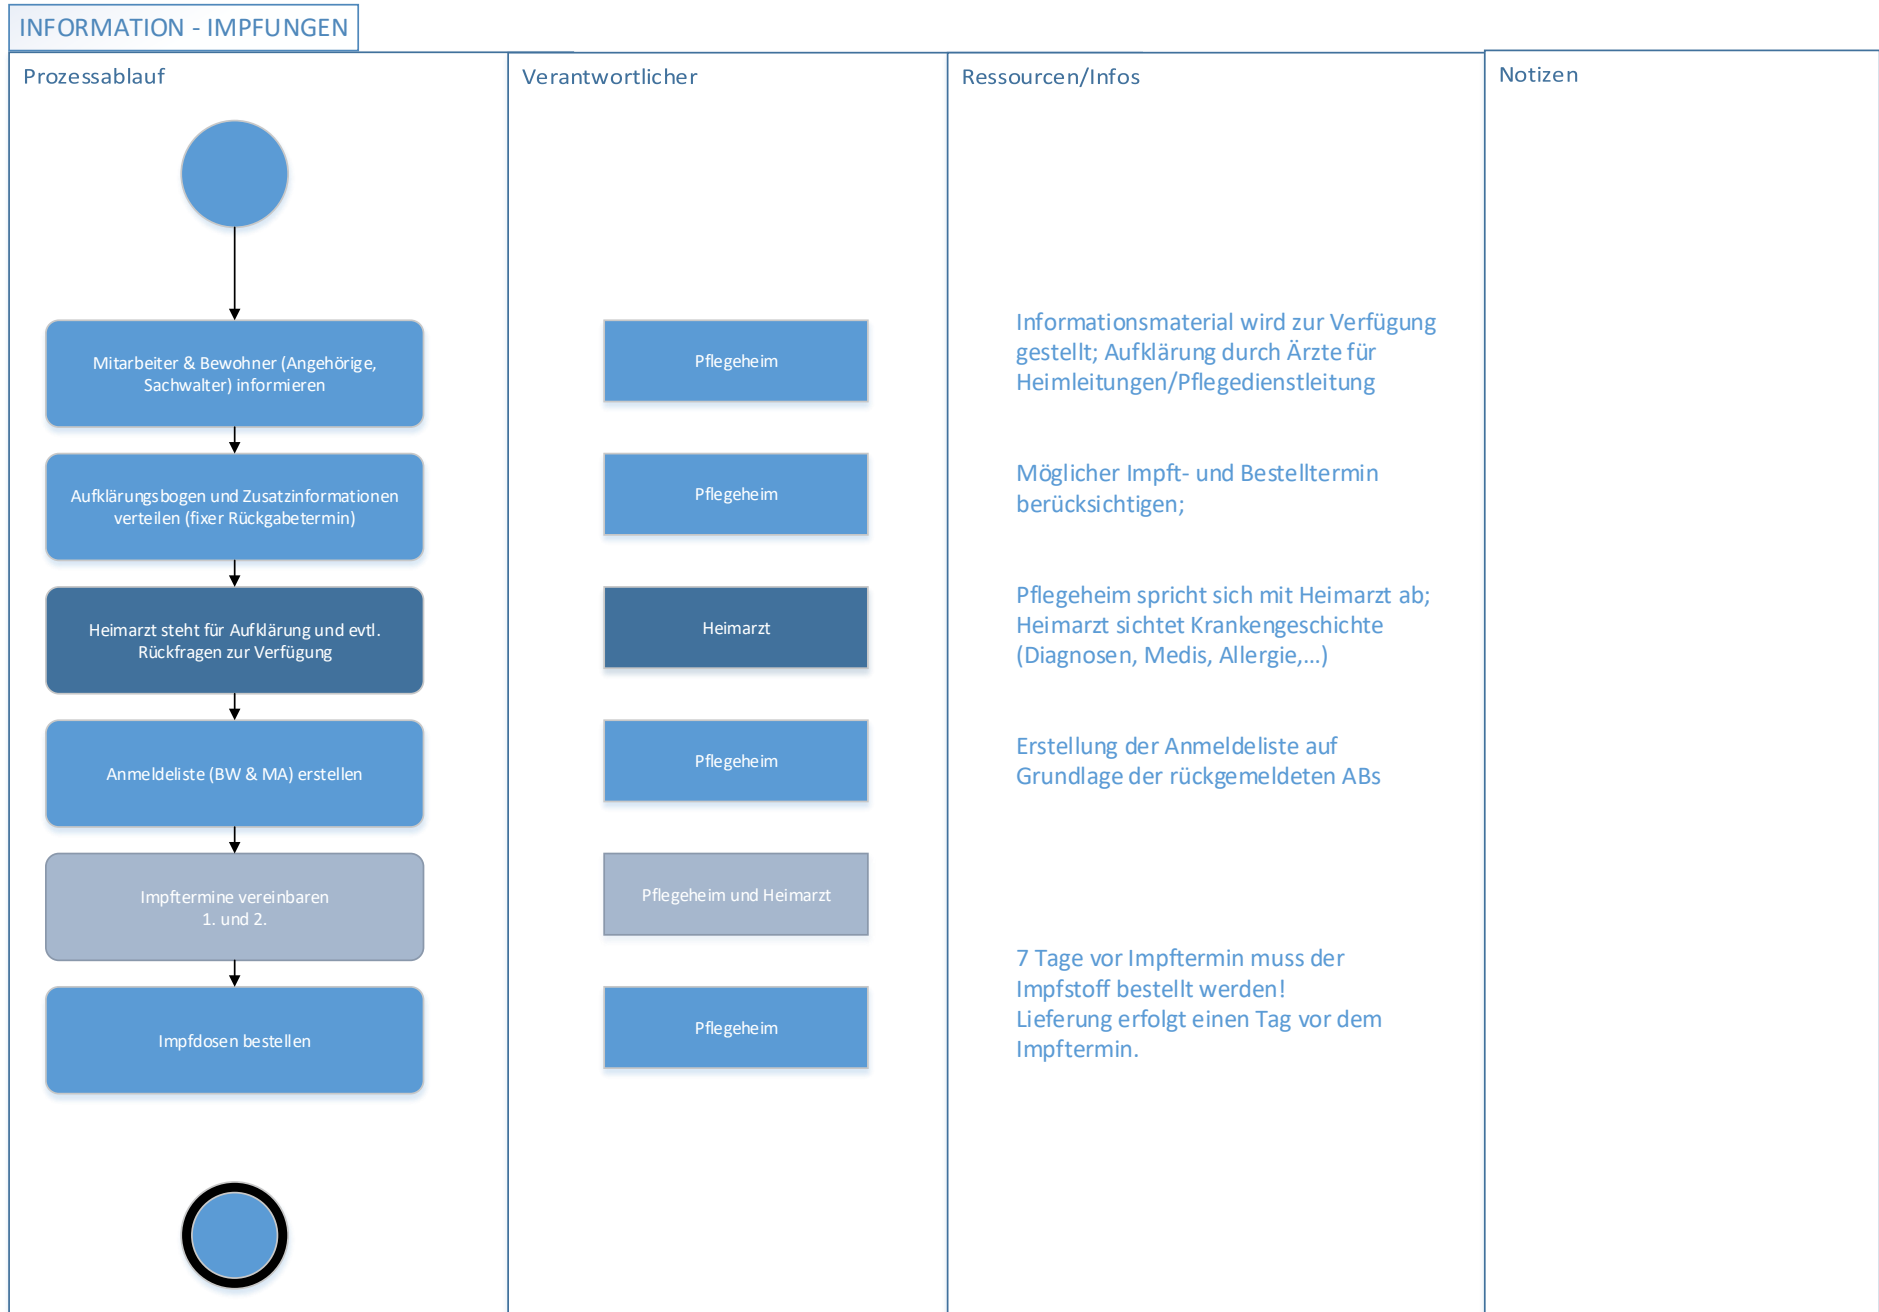 INFORMATION - IMPFUNGEN
Prozessablauf
Verantwortlicher
Ressourcen/Infos
Notizen
Mitarbeiter & Bewohner (Angehörige,
Sachwalter) informieren
Pflegeheim
Informationsmaterial wird zur Verfügung
gestellt; Aufklärung durch Ärzte für
Heimleitungen/Pflegedienstleitung
Aufklärungsbogen und Zusatzinformationen
verteilen (fixer Rückgabetermin)
Pflegeheim
Möglicher Impft- und Bestelltermin
berücksichtigen;
Heimarzt steht für Aufklärung und evtl.
Rückfragen zur Verfügung
Heimarzt
Pflegeheim spricht sich mit Heimarzt ab;
Heimarzt sichtet Krankengeschichte
(Diagnosen, Medis, Allergie,...)
Anmeldeliste (BW & MA) erstellen
Pflegeheim
Erstellung der Anmeldeliste auf
Grundlage der rückgemeldeten ABs
Impftermine vereinbaren
1. und 2.
Pflegeheim und Heimarzt
Impfdosen bestellen
Pflegeheim
7 Tage vor Impftermin muss der
Impfstoff bestellt werden!
Lieferung erfolgt einen Tag vor dem
Impftermin.